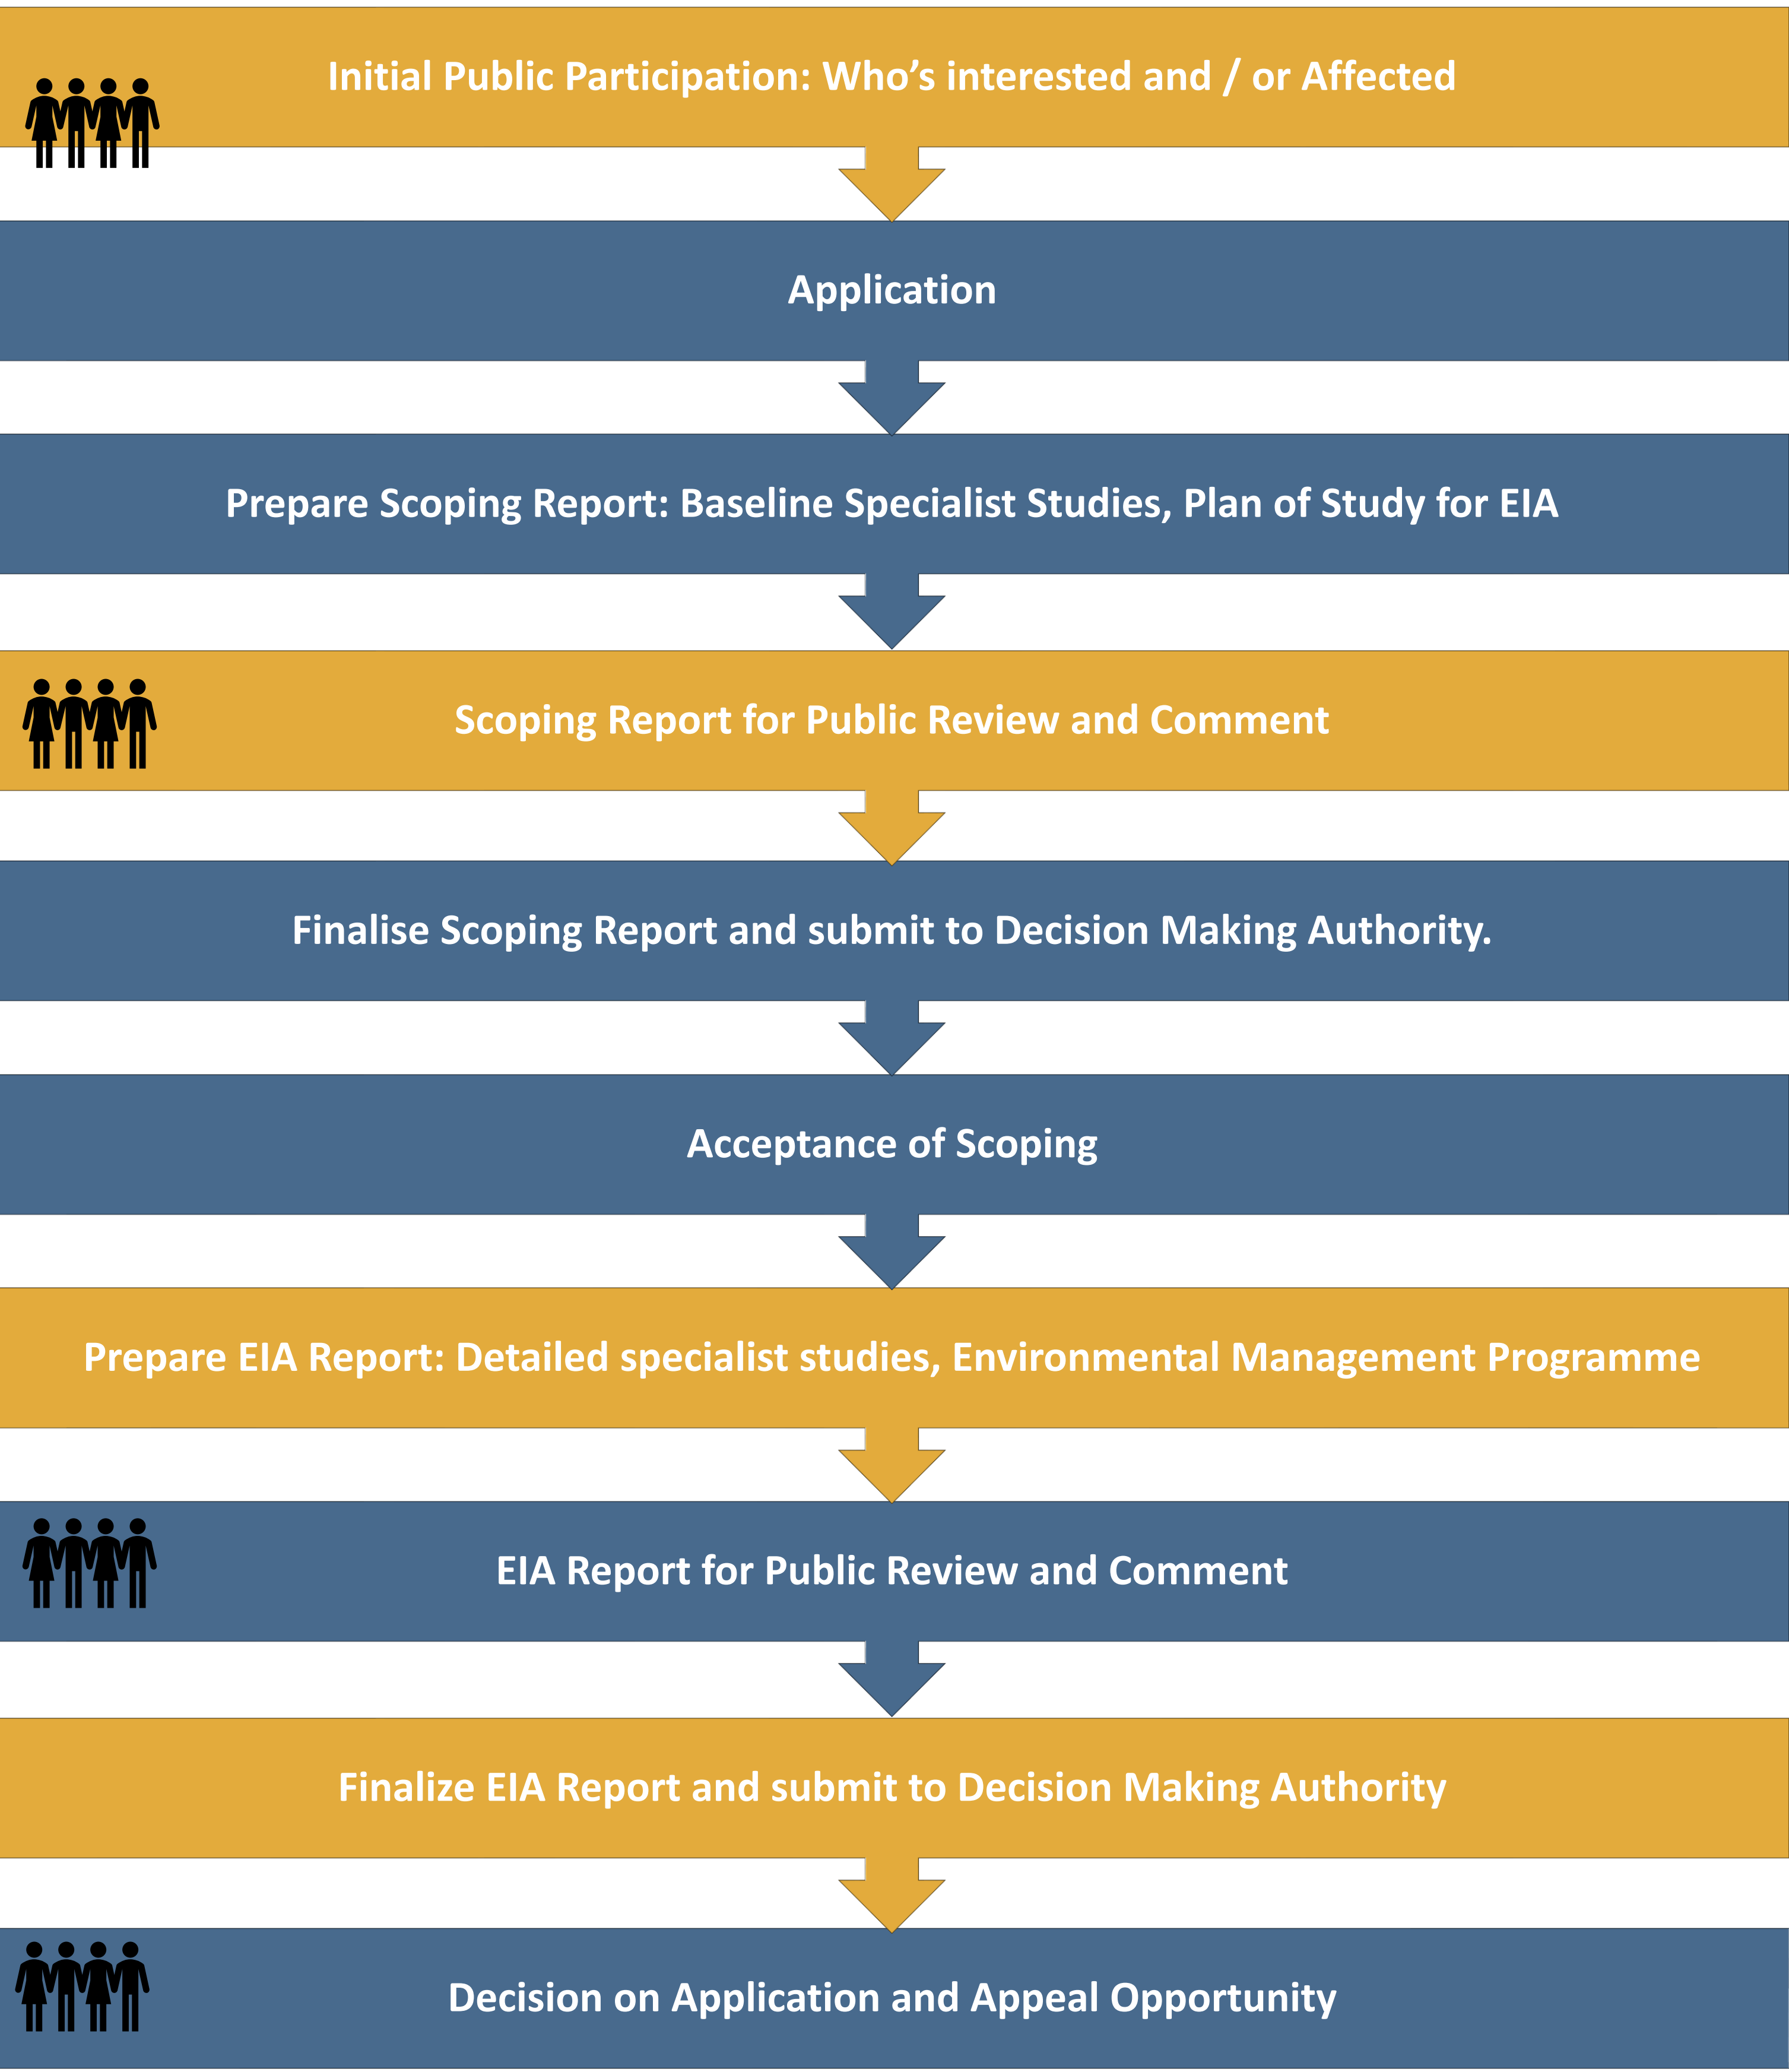 Initial Public Participation: Who’s interested and / or Affected
Application
Prepare Scoping Report: Baseline Specialist Studies, Plan of Study for EIA
Scoping Report for Public Review and Comment
Finalise Scoping Report and submit to Decision Making Authority.
Acceptance of Scoping
Prepare EIA Report: Detailed specialist studies, Environmental Management Programme
EIA Report for Public Review and Comment
Finalize EIA Report and submit to Decision Making Authority
Decision on Application and Appeal Opportunity